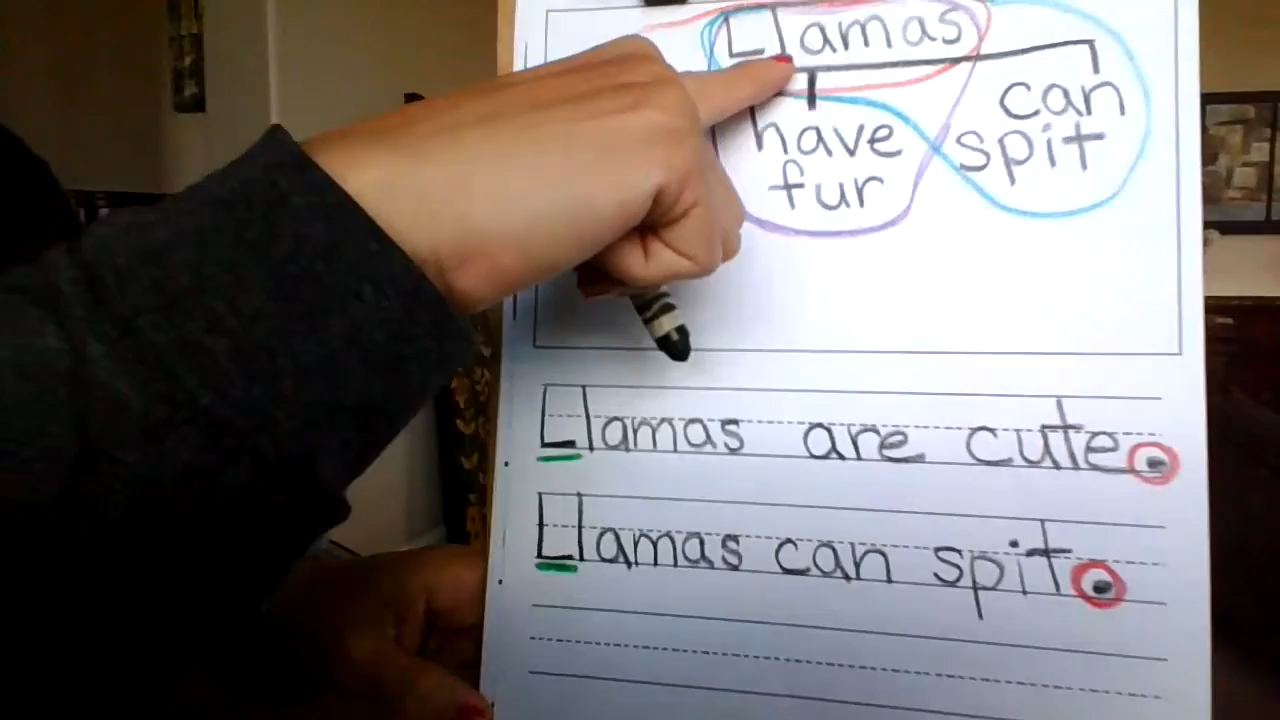 Llamas
have
fur
can
spit
Llamas are cute.
Llamas can spit.